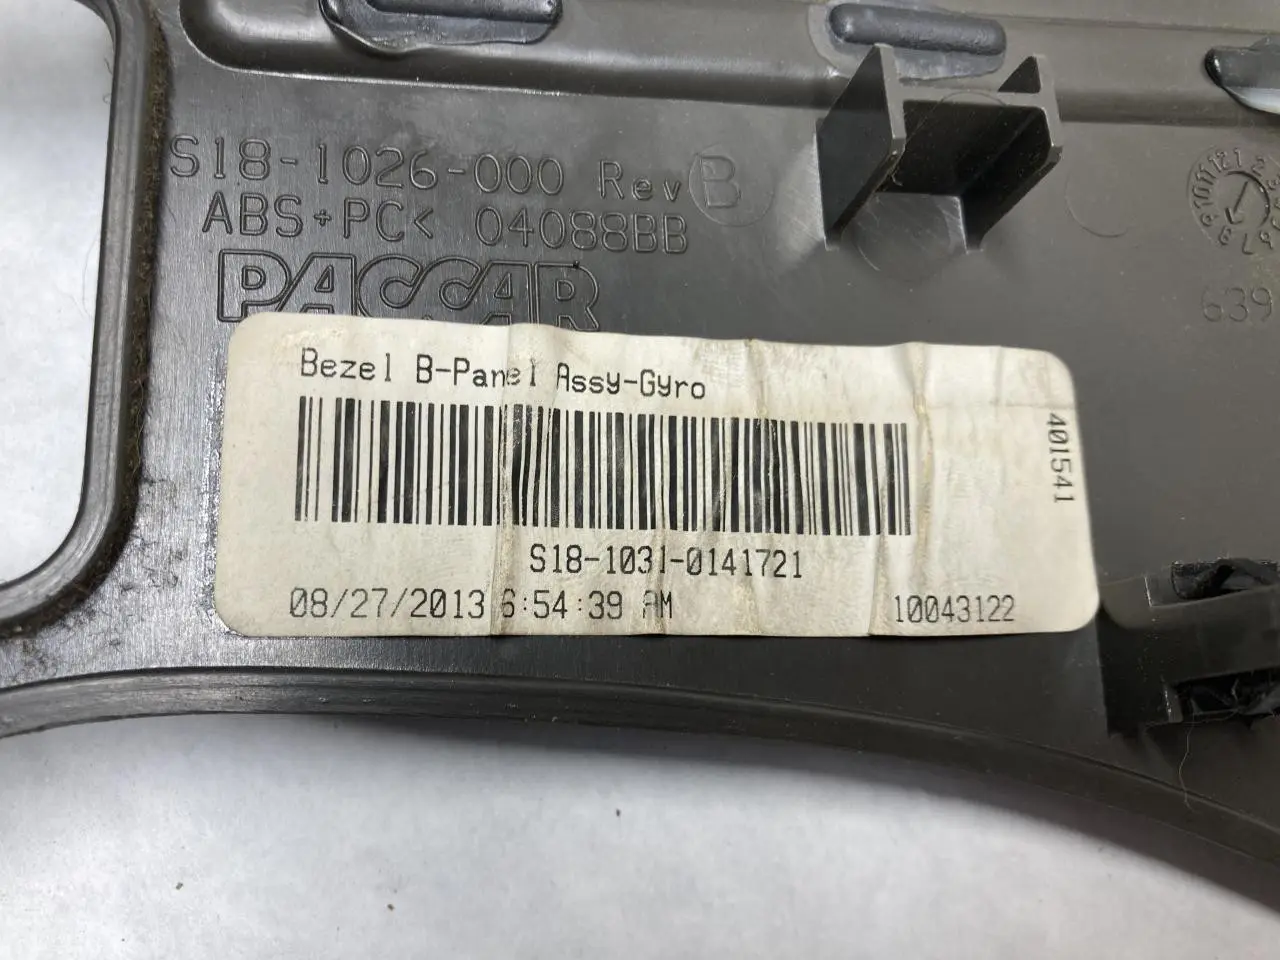 S18-1026-000 Rev B
ABS+PC< 04088BB
PACCAR
639
Bezel B-Panel Assy-Gyro
401541
S18-1031-0141721
08/27/2013 6:54:39 AM
10043122